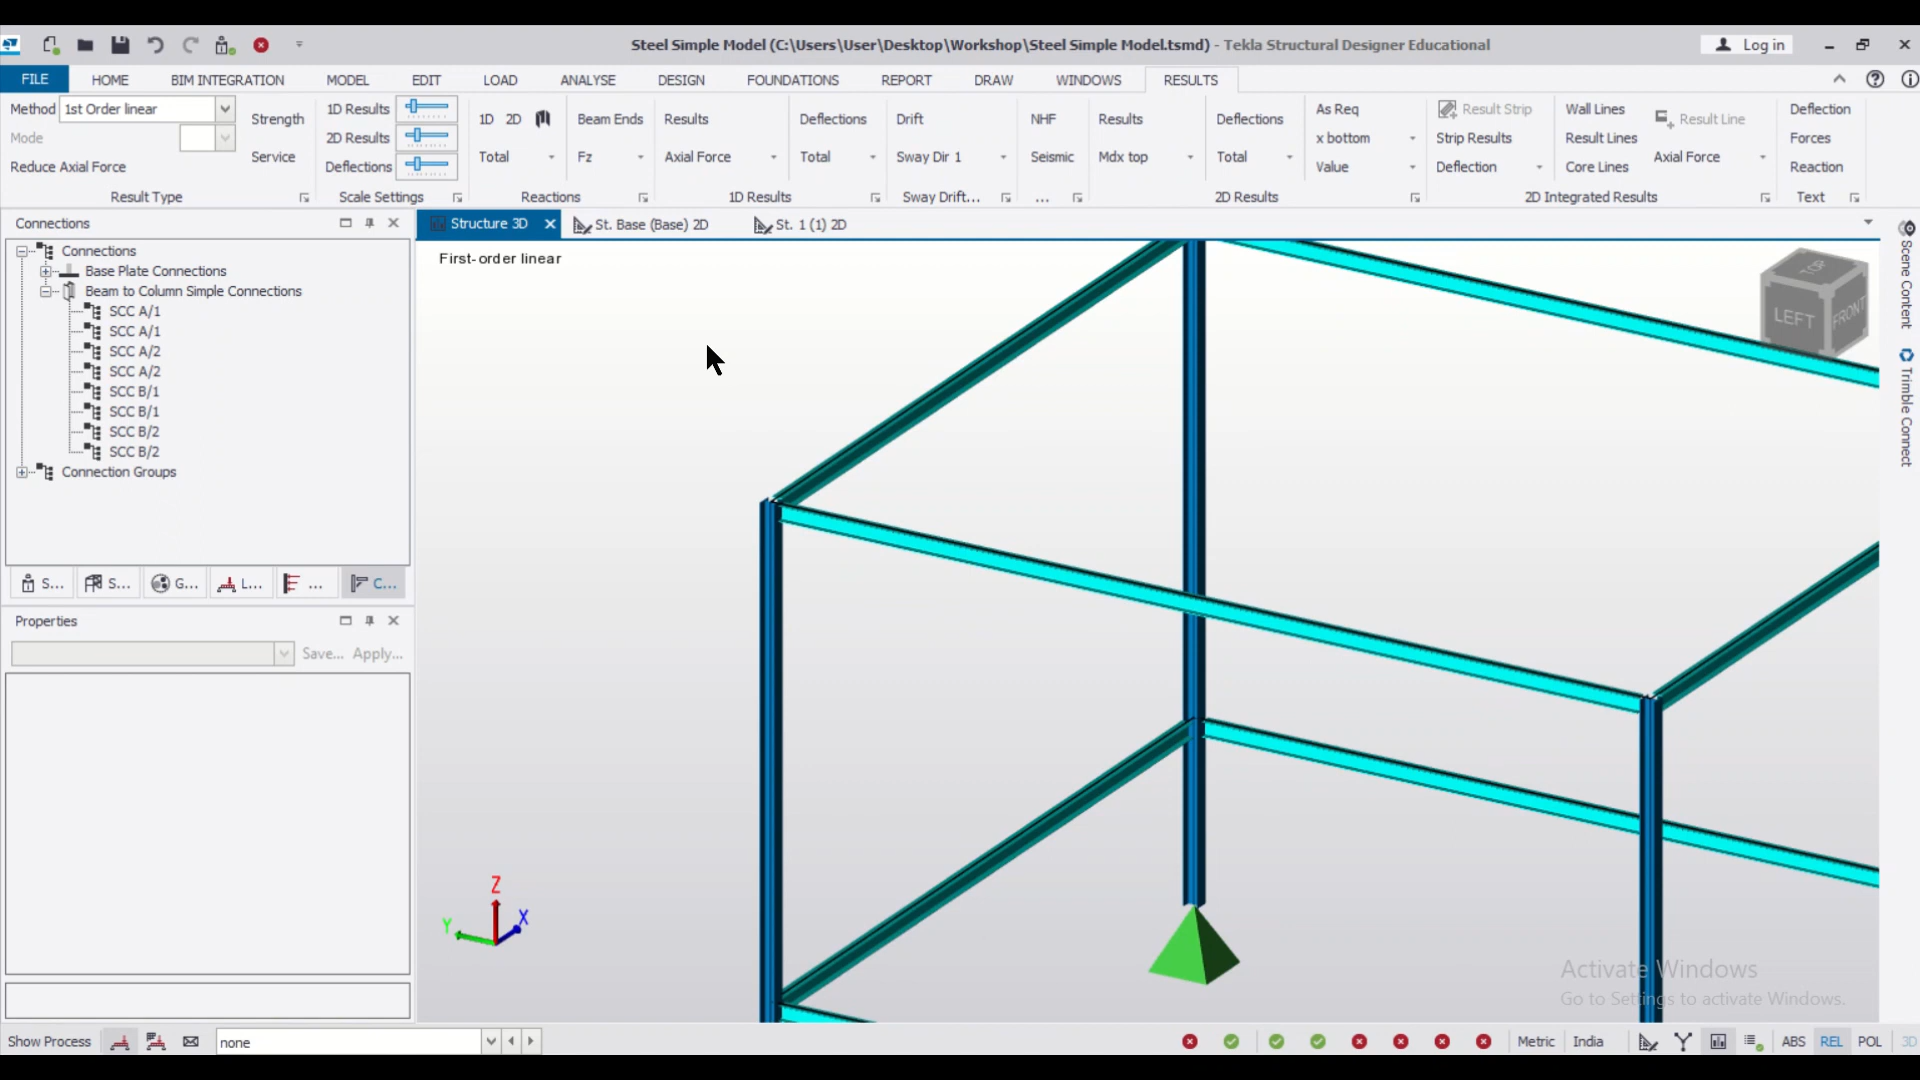 Steel Simple Model (C:\Users\User\Desktop\Workshop\Steel Simple Model.tsmd) - Tekla Structural Designer Educational
Log in
FILE HOME BIM INTEGRATION MODEL EDIT LOAD ANALYSE DESIGN FOUNDATIONS REPORT DRAW WINDOWS RESULTS
Method 1st Order linear
Mode
Reduce Axial Force
Strength
Service
Result Type
1D Results
2D Results
Deflections
Scale Settings
1D 2D
Total
Beam Ends
Fz
Reactions
Results
Axial Force
Deflections
Total
1D Results
Drift
Sway Dir 1
Sway Drift...
NHF
Seismic
...
Results
Mdx top
Deflections
Total
As Req
x bottom
Value
2D Results
Result Strip
Strip Results
Deflection
Wall Lines
Result Lines
Core Lines
Result Line
Axial Force
2D Integrated Results
Deflection
Forces
Reaction
Text
Connections
Connections
Base Plate Connections
Beam to Column Simple Connections
SCC A/1
SCC A/1
SCC A/2
SCC A/2
SCC B/1
SCC B/1
SCC B/2
SCC B/2
Connection Groups
S... S... G... L... ... C...
Properties
Save... Apply...
Structure 3D
St. Base (Base) 2D
St. 1 (1) 2D
First-order linear
TOP
LEFT
FRONT
Scene Content
Trimble Connect
Z
Y
X
Activate Windows
Go to Settings to activate Windows.
Show Process
none
Metric India ABS REL POL 3D